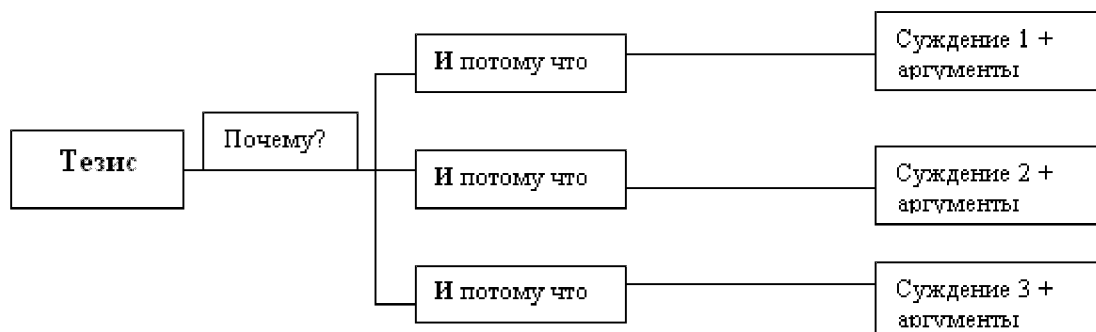 Тезис
Почему?
И потому что
Суждение 1 +
аргументы
И потому что
Суждение 2 +
аргументы
И потому что
Суждение 3 +
аргументы